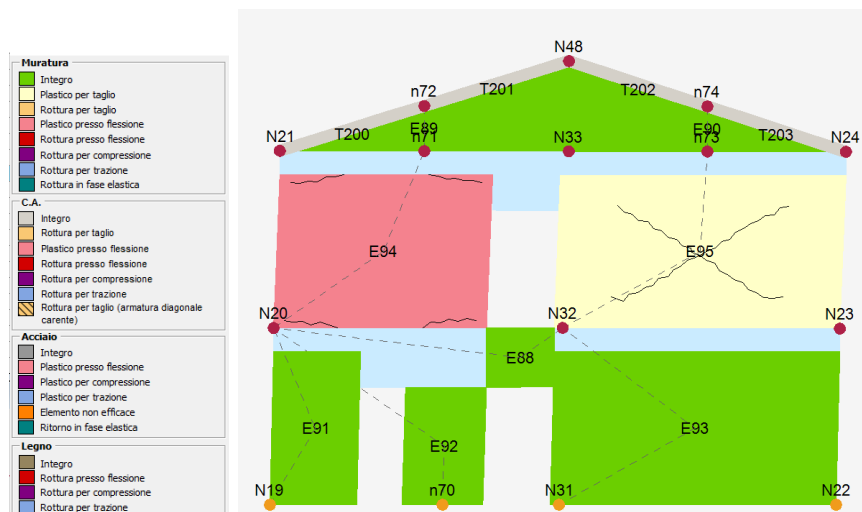 Muratura
Integro
Plastico per taglio
Rottura per taglio
Plastico presso flessione
Rottura presso flessione
Rottura per compressione
Rottura per trazione
Rottura in fase elastica
C.A.
Integro
Rottura per taglio
Plastico presso flessione
Rottura presso flessione
Rottura per compressione
Rottura per trazione
Rottura per taglio (armatura diagonale
carente)
Acciaio
Integro
Plastico presso flessione
Plastico per compressione
Plastico per trazione
Elemento non efficace
Ritorno in fase elastica
Legno
Integro
Rottura presso flessione
Rottura per compressione
Rottura per trazione
N48
n72
T201
T202
n74
N21
T200
E89
n71
N33
E90
n73
T203
N24
E94
E95
N20
N32
N23
E88
E91
E92
E93
N19
n70
N31
N22